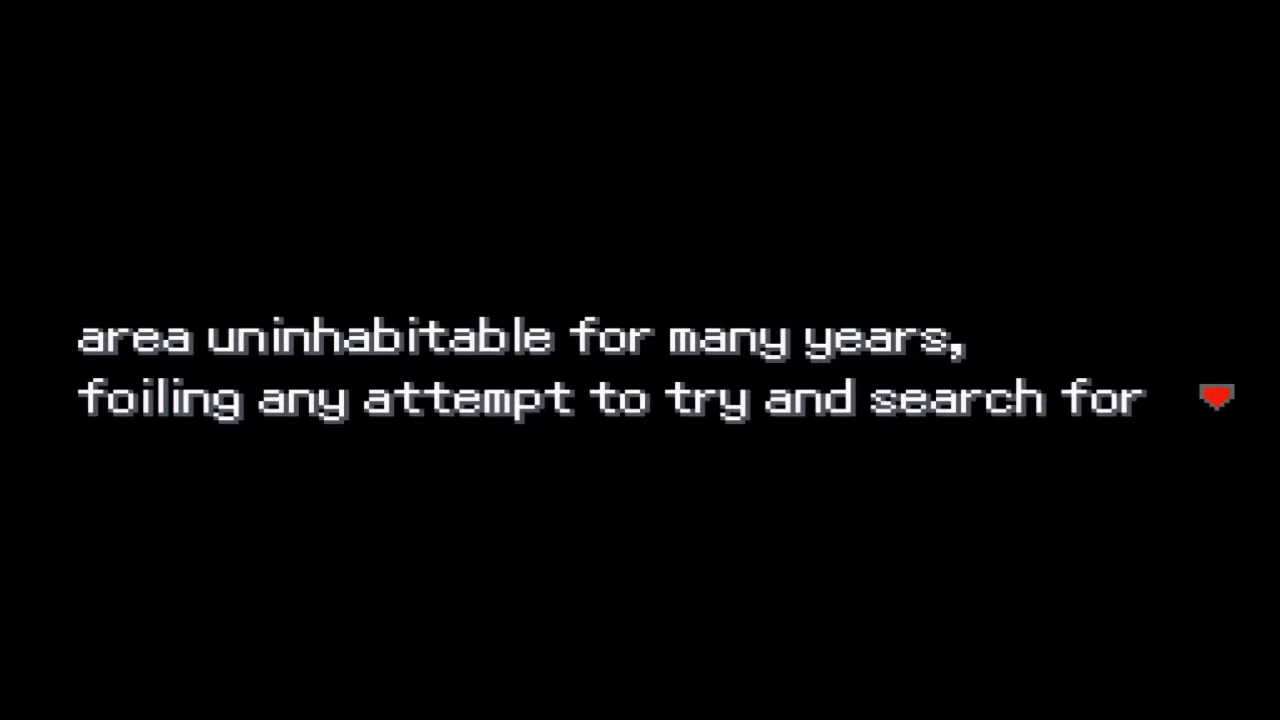 area uninhabitable for many years,
foiling any attempt to try and search for